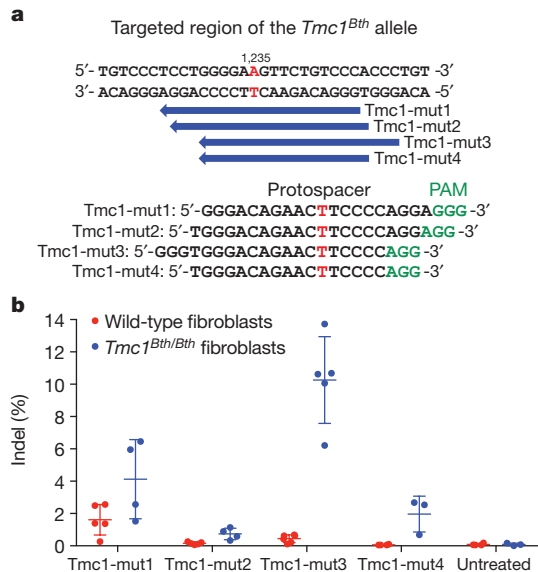 a
Targeted region of the Tmc1Bth allele
1,235
5′- TGTCCCTCCTGGGGAAGTTCTGTCCCACCCTGT -3′
3′- ACAGGGAGGACCCCTTCAAGACAGGGTGGGACA -5′
Tmc1-mut1
Tmc1-mut2
Tmc1-mut3
Tmc1-mut4
Protospacer PAM
Tmc1-mut1: 5′-GGGACAGAACTTCCCCAGGAGGG-3′
Tmc1-mut2: 5′-TGGGACAGAACTTCCCCAGGAGG-3′
Tmc1-mut3: 5′-GGGTGGGACAGAACTTCCCCAGG-3′
Tmc1-mut4: 5′-TGGGACAGAACTTCCCCAGG-3′
b
Wild-type fibroblasts
Tmc1Bth/Bth fibroblasts
Indel (%)
14
12
10
8
6
4
2
0
Tmc1-mut1 Tmc1-mut2 Tmc1-mut3 Tmc1-mut4 Untreated